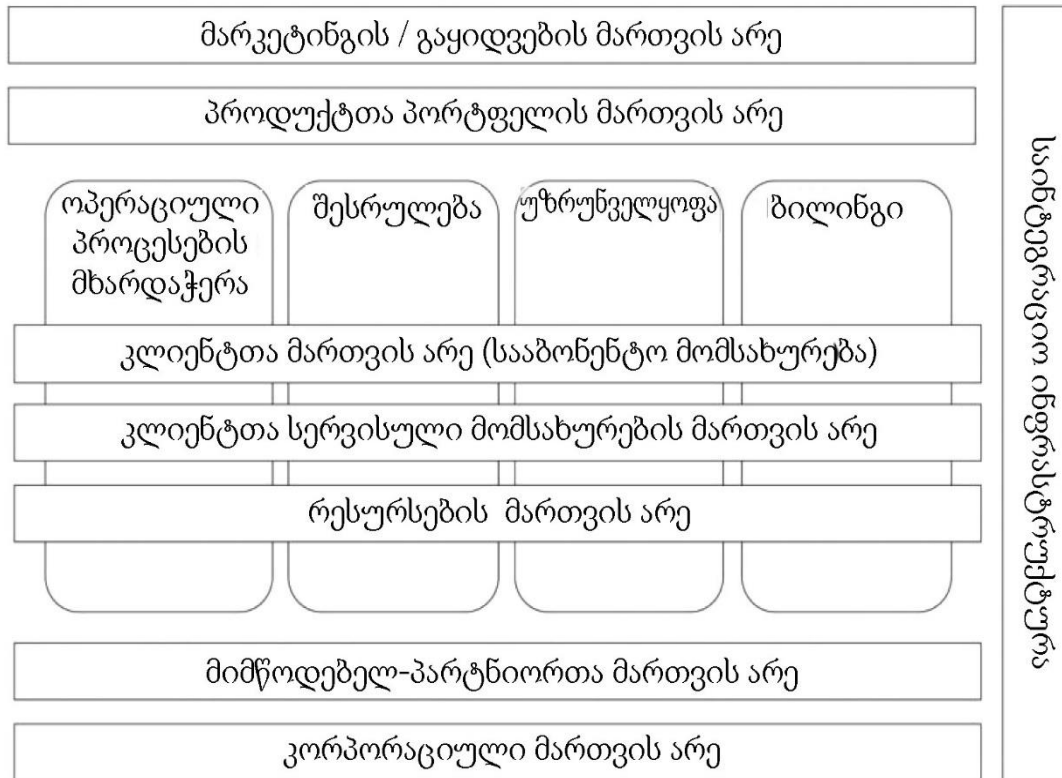 მარკეტინგის / გაყიდვების მართვის არე
პროდუქტთა პორტფელის მართვის არე
ოპერაციული
პროცესების
მხარდაჭერა
შესრულება
უზრუნველყოფა
ბილინგი
კლიენტთა მართვის არე (სააბონენტო მომსახურება)
კლიენტთა სერვისული მომსახურების მართვის არე
რესურსების მართვის არე
მიმწოდებელ-პარტნიორთა მართვის არე
კორპორაციული მართვის არე
საინტეგრაციო ინფრასტრუქტურა